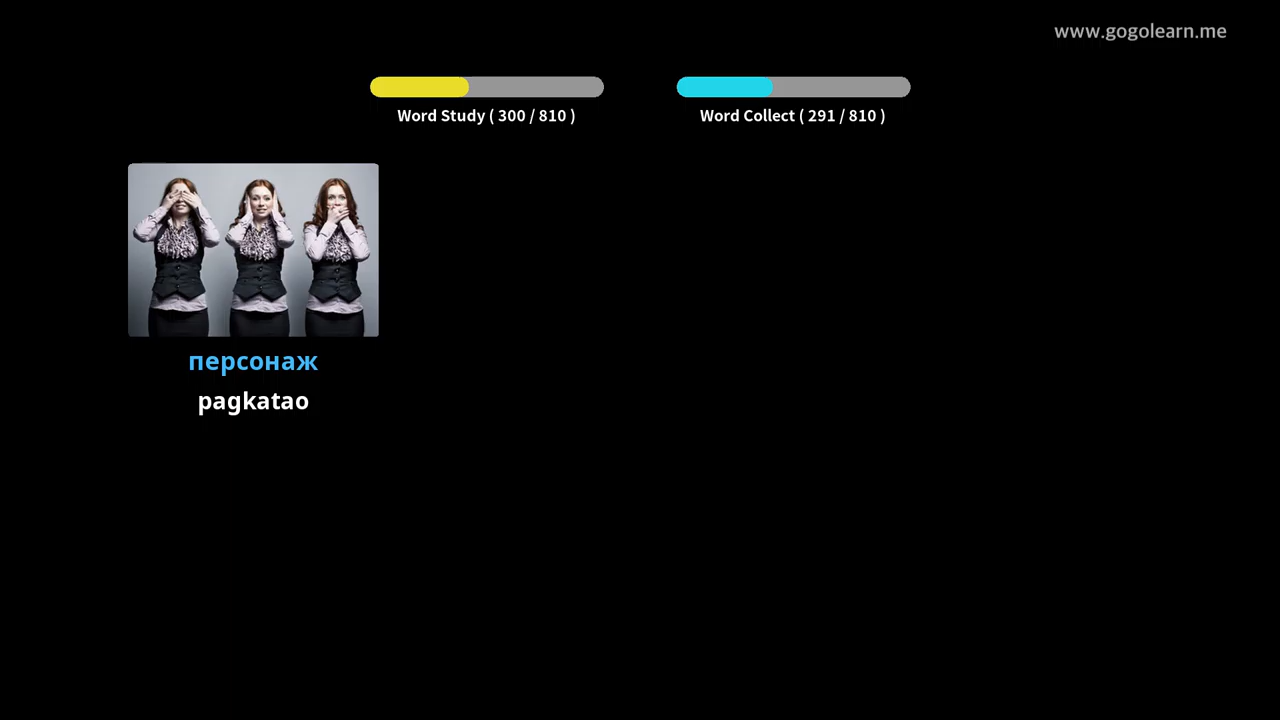 www.gogolearn.me
Word Study ( 300 / 810 )
Word Collect ( 291 / 810 )
персонаж
pagkatao